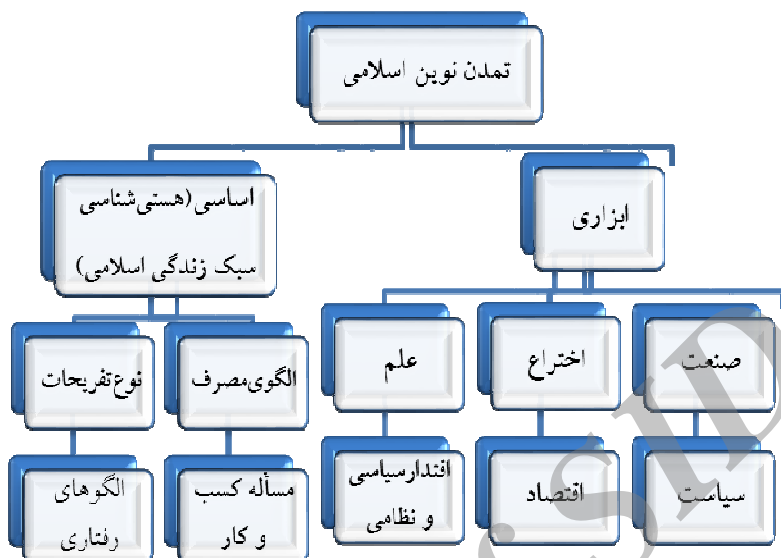 تمدن نوین اسلامی
ابزاری
اساسی(هستی‌شناسی
سبک زندگی اسلامی)
صنعت
اختراع
علم
الگوی‌مصرف
نوع‌تفریحات
سیاست
اقتصاد
اقتدارسیاسی
و نظامی
مسأله کسب
و کار
الگوهای
رفتاری
SID